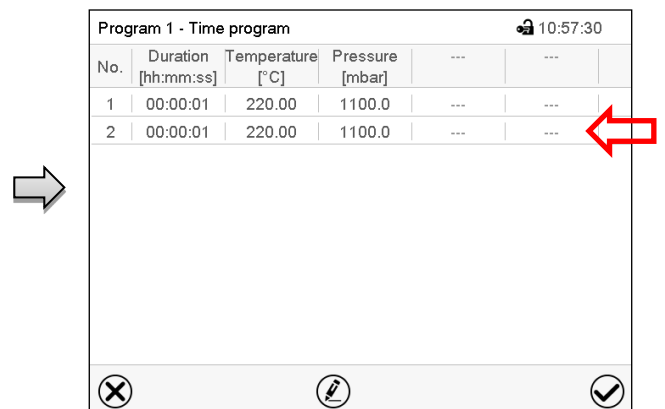 Program 1 - Time program 10:57:30
No. Duration [hh:mm:ss] Temperature [°C] Pressure [mbar] --- ---
1 00:00:01 220.00 1100.0 --- ---
2 00:00:01 220.00 1100.0 --- ---